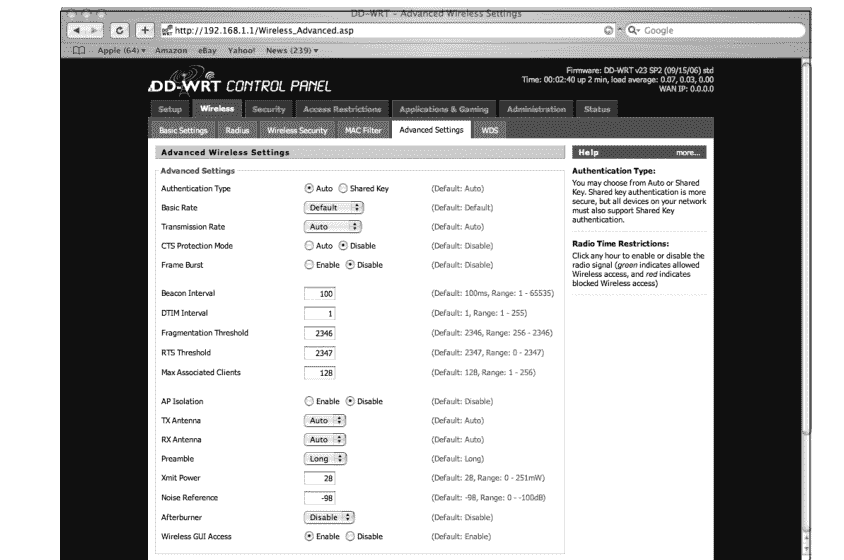 DD-WRT - Advanced Wireless Settings
http://192.168.1.1/Wireless_Advanced.asp
Google
Apple (64) Amazon eBay Yahoo! News (239)
Firmware: DD-WRT v23 SP2 (09/15/06) std
Time: 00:02:40 up 2 min, load average: 0.07, 0.03, 0.00
WAN IP: 0.0.0.0
DD-WRT CONTROL PANEL
Setup Wireless Security Access Restrictions Applications & Gaming Administration Status
Basic Settings Radius Wireless Security MAC Filter Advanced Settings WDS
Advanced Wireless Settings
Advanced Settings
Authentication Type Auto Shared Key (Default: Auto)
Basic Rate Default (Default: Default)
Transmission Rate Auto (Default: Auto)
CTS Protection Mode Auto Disable (Default: Disable)
Frame Burst Enable Disable (Default: Disable)
Beacon Interval 100 (Default: 100ms, Range: 1 - 65535)
DTIM Interval 1 (Default: 1, Range: 1 - 255)
Fragmentation Threshold 2346 (Default: 2346, Range: 256 - 2346)
RTS Threshold 2347 (Default: 2347, Range: 0 - 2347)
Max Associated Clients 128 (Default: 128, Range: 1 - 256)
AP Isolation Enable Disable (Default: Disable)
TX Antenna Auto (Default: Auto)
RX Antenna Auto (Default: Auto)
Preamble Long (Default: Long)
Xmit Power 28 (Default: 28, Range: 0 - 251mW)
Noise Reference -98 (Default: -98, Range: 0 - -100dB)
Afterburner Disable (Default: Disable)
Wireless GUI Access Enable Disable (Default: Enable)
Help more...
Authentication Type:
You may choose from Auto or Shared
Key. Shared key authentication is more
secure, but all devices on your network
must also support Shared Key
authentication.
Radio Time Restrictions:
Click any hour to enable or disable the
radio signal (green indicates allowed
Wireless access, and red indicates
blocked Wireless access)